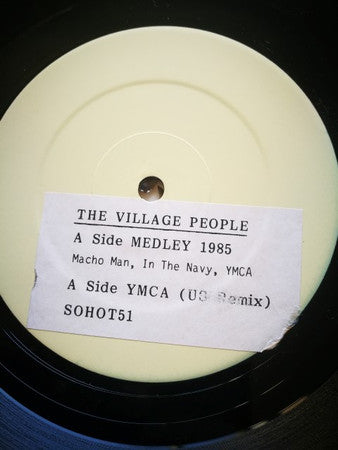 THE VILLAGE PEOPLE
A Side MEDLEY 1985
Macho Man, In The Navy, YMCA
A Side YMCA (US Remix)
SOHOT51